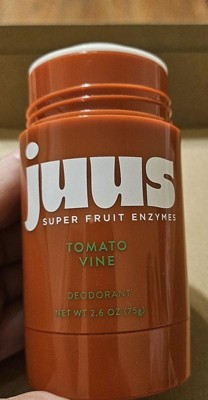 juus
SUPER FRUIT ENZYMES
TOMATO
VINE
DEODORANT
NET WT 2.6 OZ (75g)